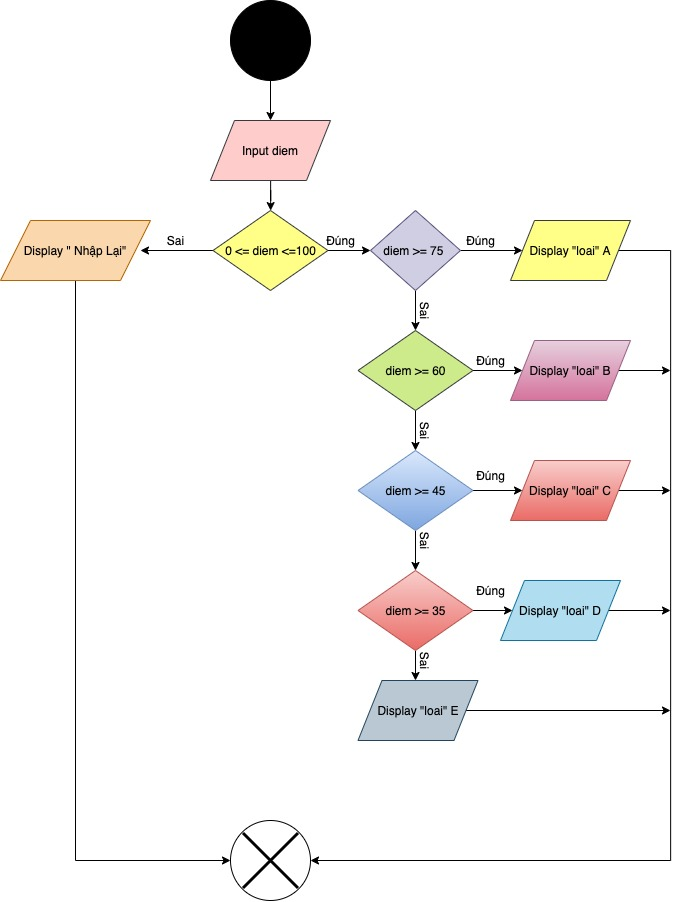 Input diem
Display " Nhập Lại"
Sai
0 <= diem <=100
Đúng
diem >= 75
Đúng
Display "loai" A
Sai
diem >= 60
Đúng
Display "loai" B
Sai
diem >= 45
Đúng
Display "loai" C
Sai
diem >= 35
Đúng
Display "loai" D
Sai
Display "loai" E